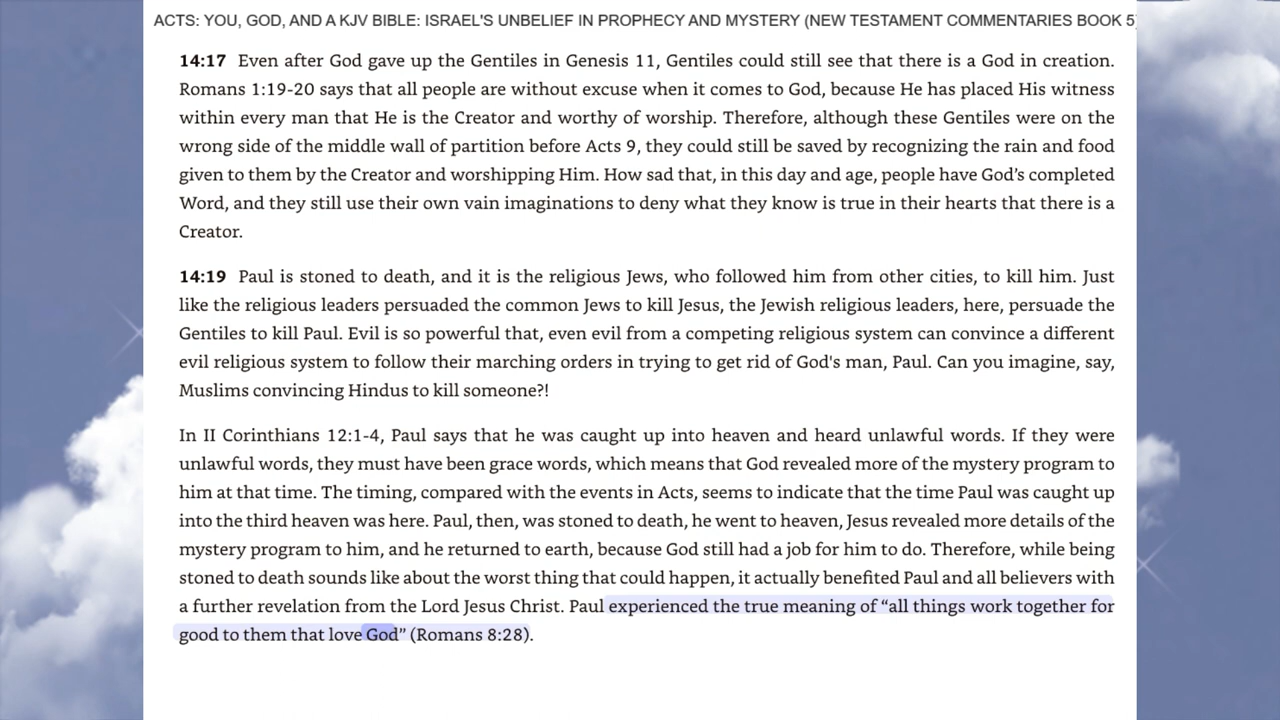 ACTS: YOU, GOD, AND A KJV BIBLE: ISRAEL'S UNBELIEF IN PROPHECY AND MYSTERY (NEW TESTAMENT COMMENTARIES BOOK 5)
14:17 Even after God gave up the Gentiles in Genesis 11, Gentiles could still see that there is a God in creation.
Romans 1:19-20 says that all people are without excuse when it comes to God, because He has placed His witness
within every man that He is the Creator and worthy of worship. Therefore, although these Gentiles were on the
wrong side of the middle wall of partition before Acts 9, they could still be saved by recognizing the rain and food
given to them by the Creator and worshipping Him. How sad that, in this day and age, people have God’s completed
Word, and they still use their own vain imaginations to deny what they know is true in their hearts that there is a
Creator.
14:19 Paul is stoned to death, and it is the religious Jews, who followed him from other cities, to kill him. Just
like the religious leaders persuaded the common Jews to kill Jesus, the Jewish religious leaders, here, persuade the
Gentiles to kill Paul. Evil is so powerful that, even evil from a competing religious system can convince a different
evil religious system to follow their marching orders in trying to get rid of God's man, Paul. Can you imagine, say,
Muslims convincing Hindus to kill someone?!
In II Corinthians 12:1-4, Paul says that he was caught up into heaven and heard unlawful words. If they were
unlawful words, they must have been grace words, which means that God revealed more of the mystery program to
him at that time. The timing, compared with the events in Acts, seems to indicate that the time Paul was caught up
into the third heaven was here. Paul, then, was stoned to death, he went to heaven, Jesus revealed more details of the
mystery program to him, and he returned to earth, because God still had a job for him to do. Therefore, while being
stoned to death sounds like about the worst thing that could happen, it actually benefited Paul and all believers with
a further revelation from the Lord Jesus Christ. Paul experienced the true meaning of “all things work together for
good to them that love God” (Romans 8:28).